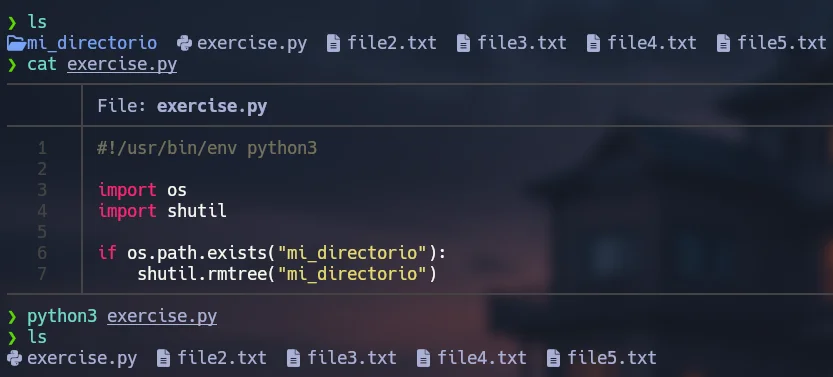 ❯ ls
mi_directorio exercise.py file2.txt file3.txt file4.txt file5.txt
❯ cat exercise.py
File: exercise.py
1 #!/usr/bin/env python3
2
3 import os
4 import shutil
5
6 if os.path.exists("mi_directorio"):
7     shutil.rmtree("mi_directorio")
❯ python3 exercise.py
❯ ls
exercise.py file2.txt file3.txt file4.txt file5.txt